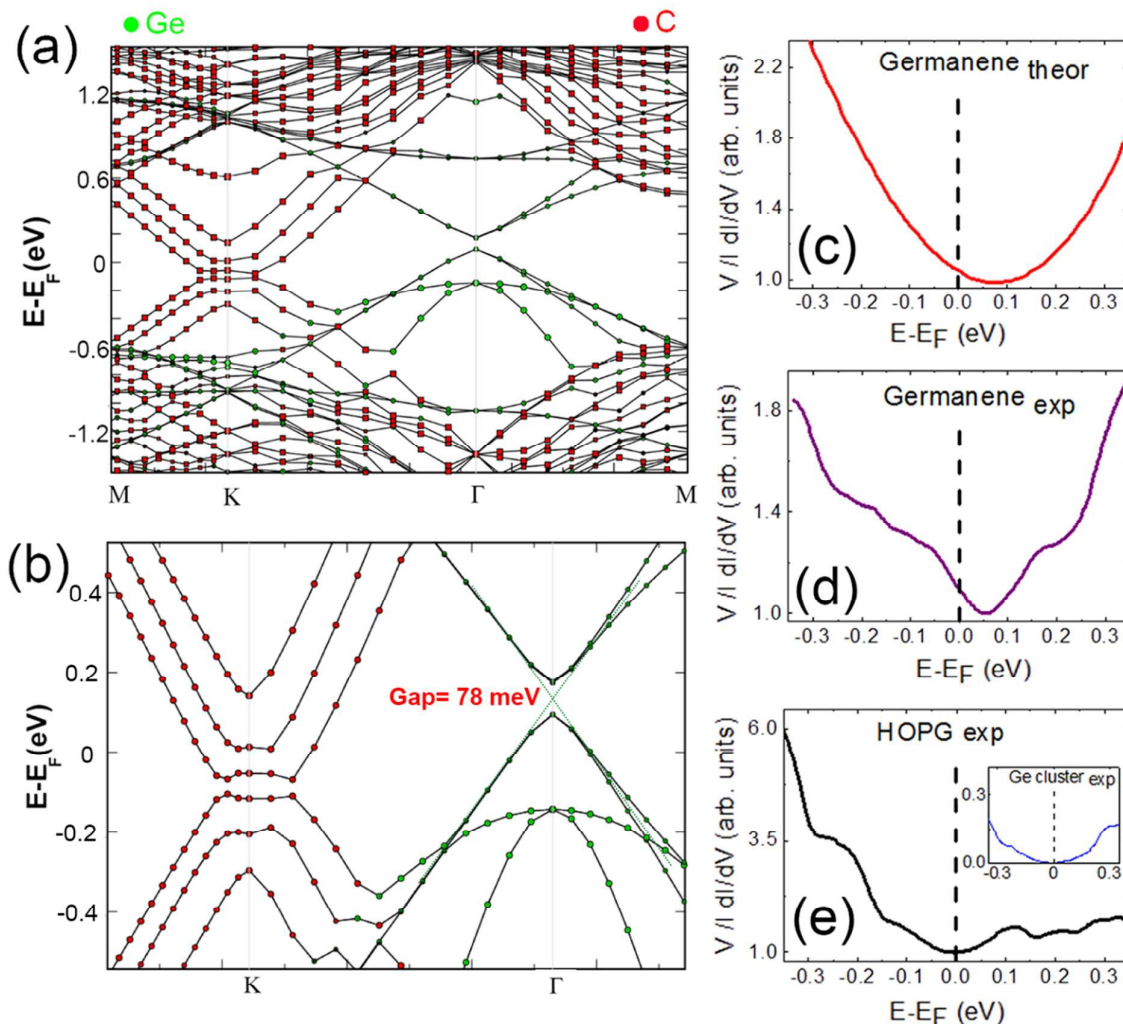 (a)
Ge
C
E-E_F(eV)
1.2
0.6
0
-0.6
-1.2
M K Γ M
(b)
E-E_F(eV)
0.4
0.2
0
-0.2
-0.4
Gap= 78 meV
K Γ
Germanene theor
V /I dI/dV (arb. units)
2.2
1.8
1.4
1.0
(c)
-0.3 -0.2 -0.1 0.0 0.1 0.2 0.3
E-E_F (eV)
Germanene exp
V /I dI/dV (arb. units)
1.8
1.4
1.0
(d)
-0.3 -0.2 -0.1 0.0 0.1 0.2 0.3
E-E_F (eV)
HOPG exp
V /I dI/dV (arb. units)
6.0
3.5
1.0
Ge cluster exp
0.3
0.0
-0.3 0 0.3
(e)
-0.3 -0.2 -0.1 0.0 0.1 0.2 0.3
E-E_F (eV)